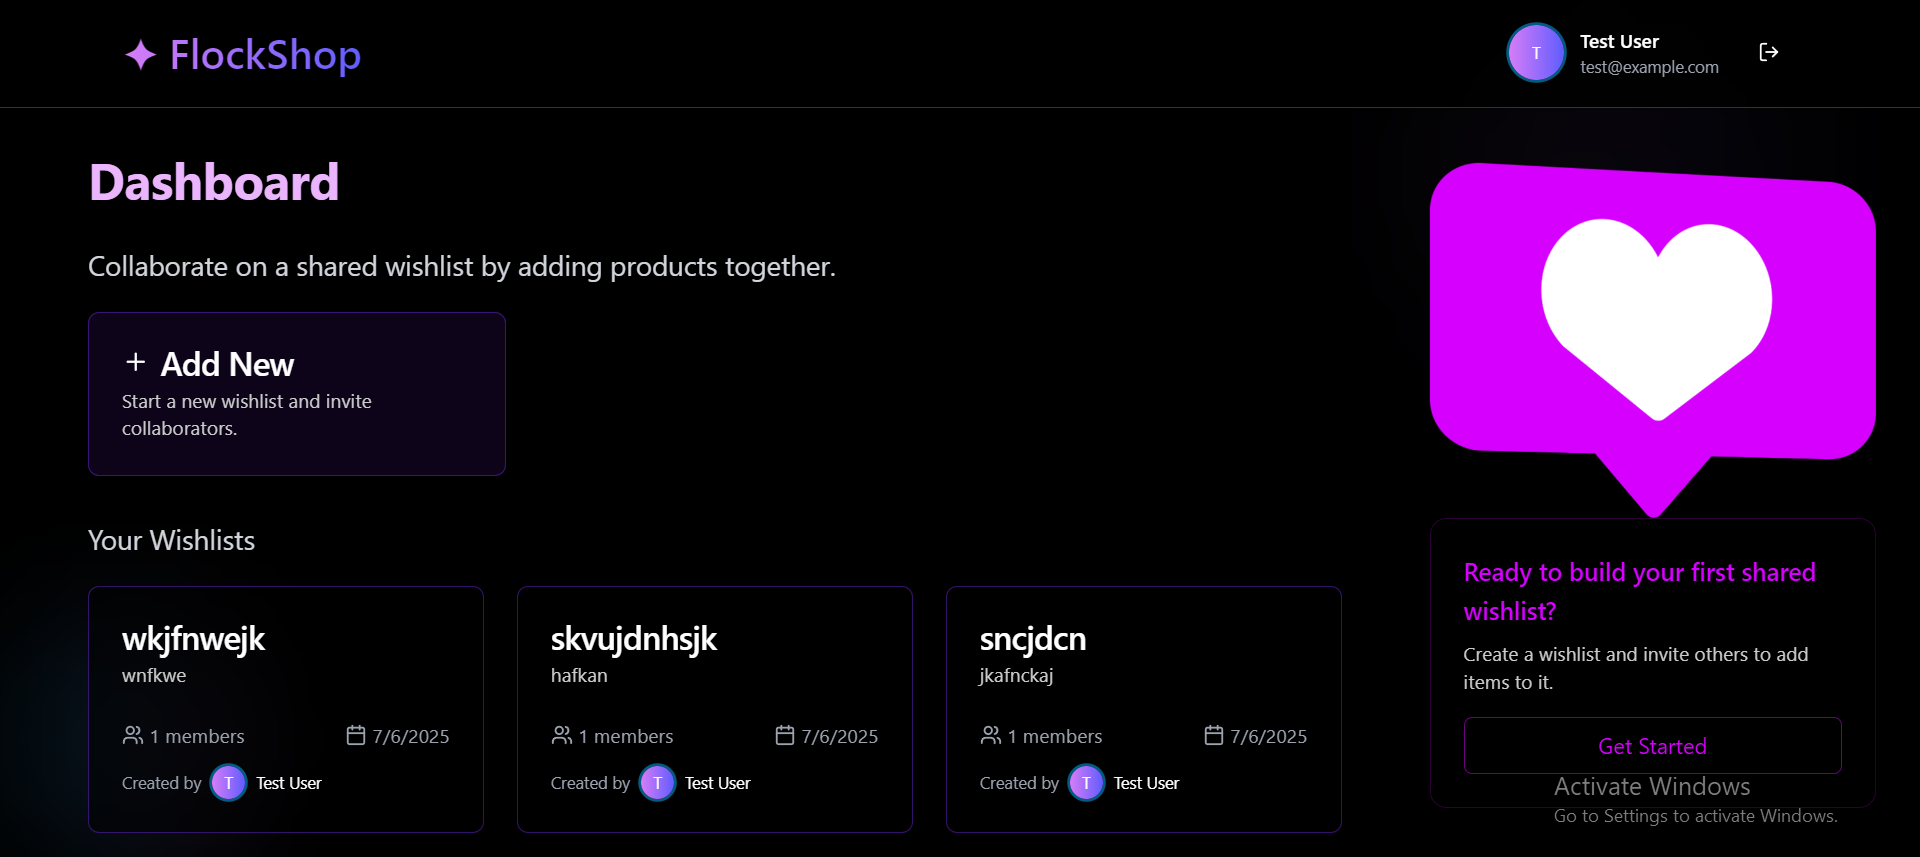 FlockShop
T
Test User
test@example.com
Dashboard
Collaborate on a shared wishlist by adding products together.
+ Add New
Start a new wishlist and invite
collaborators.
Your Wishlists
wkjfnwejk
wnfkwe
1 members
7/6/2025
Created by T Test User
skvujdnhsjk
hafkan
1 members
7/6/2025
Created by T Test User
sncjdcn
jkafnckaj
1 members
7/6/2025
Created by T Test User
Ready to build your first shared
wishlist?
Create a wishlist and invite others to add
items to it.
Get Started
Activate Windows
Go to Settings to activate Windows.